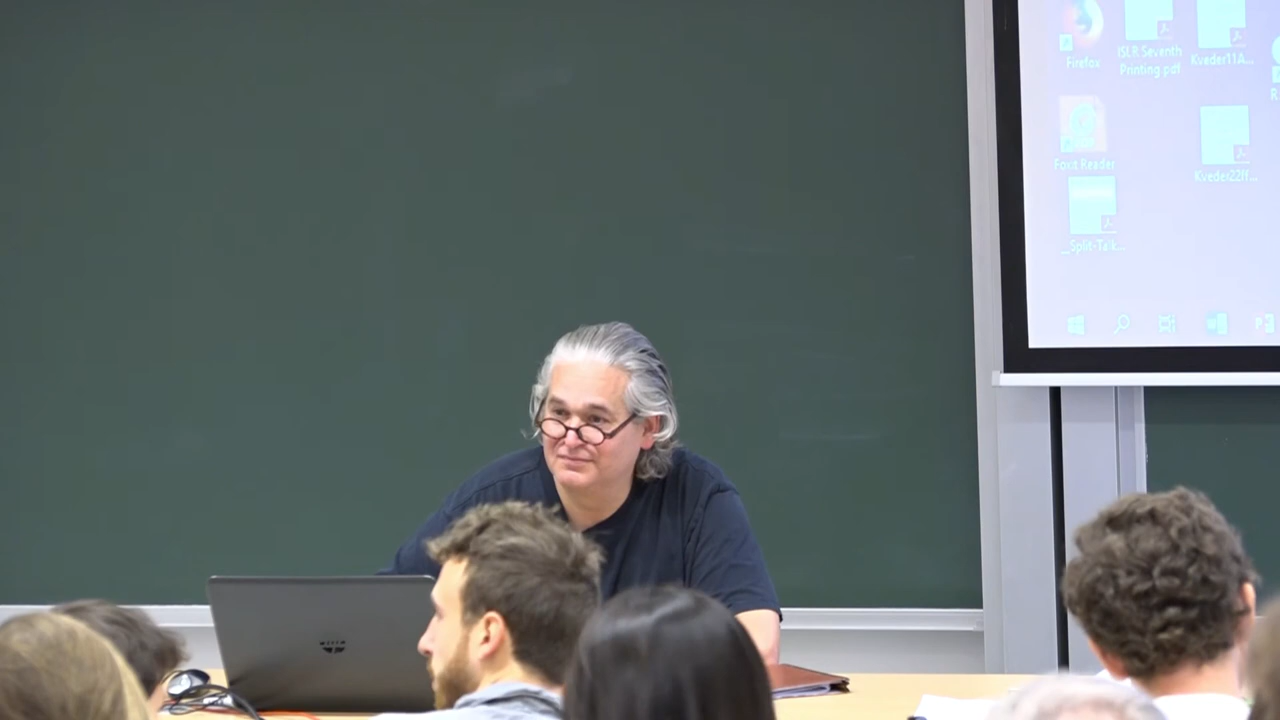 Firefox
ISLR Seventh
Printing.pdf
Kveder11A...
R
Foxit Reader
Kveder22ff...
_Split-Talk...